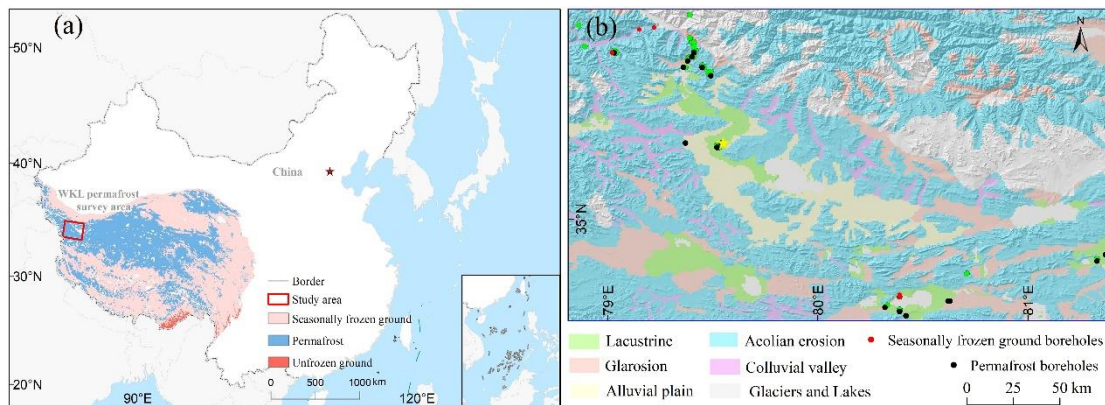 (a)
50°N
40°N
30°N
20°N
90°E
120°E
China
WKL permafrost
survey area
Border
Study area
Seasonally frozen ground
Permafrost
Unfrozen ground
0 500 1000 km
(b)
N
35°N
79°E
80°E
81°E
Lacustrine
Glarosion
Alluvial plain
Aeolian erosion
Colluvial valley
Glaciers and Lakes
Seasonally frozen ground boreholes
Permafrost boreholes
0 25 50 km